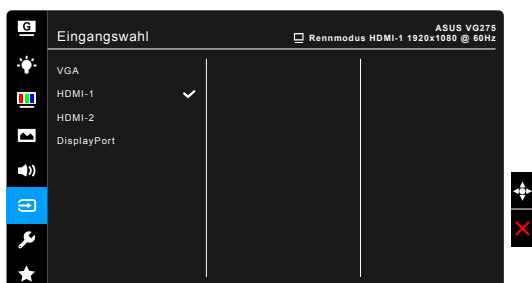 G
Eingangswahl
ASUS VG275
Rennmodus HDMI-1 1920x1080 @ 60Hz
VGA
HDMI-1
HDMI-2
DisplayPort